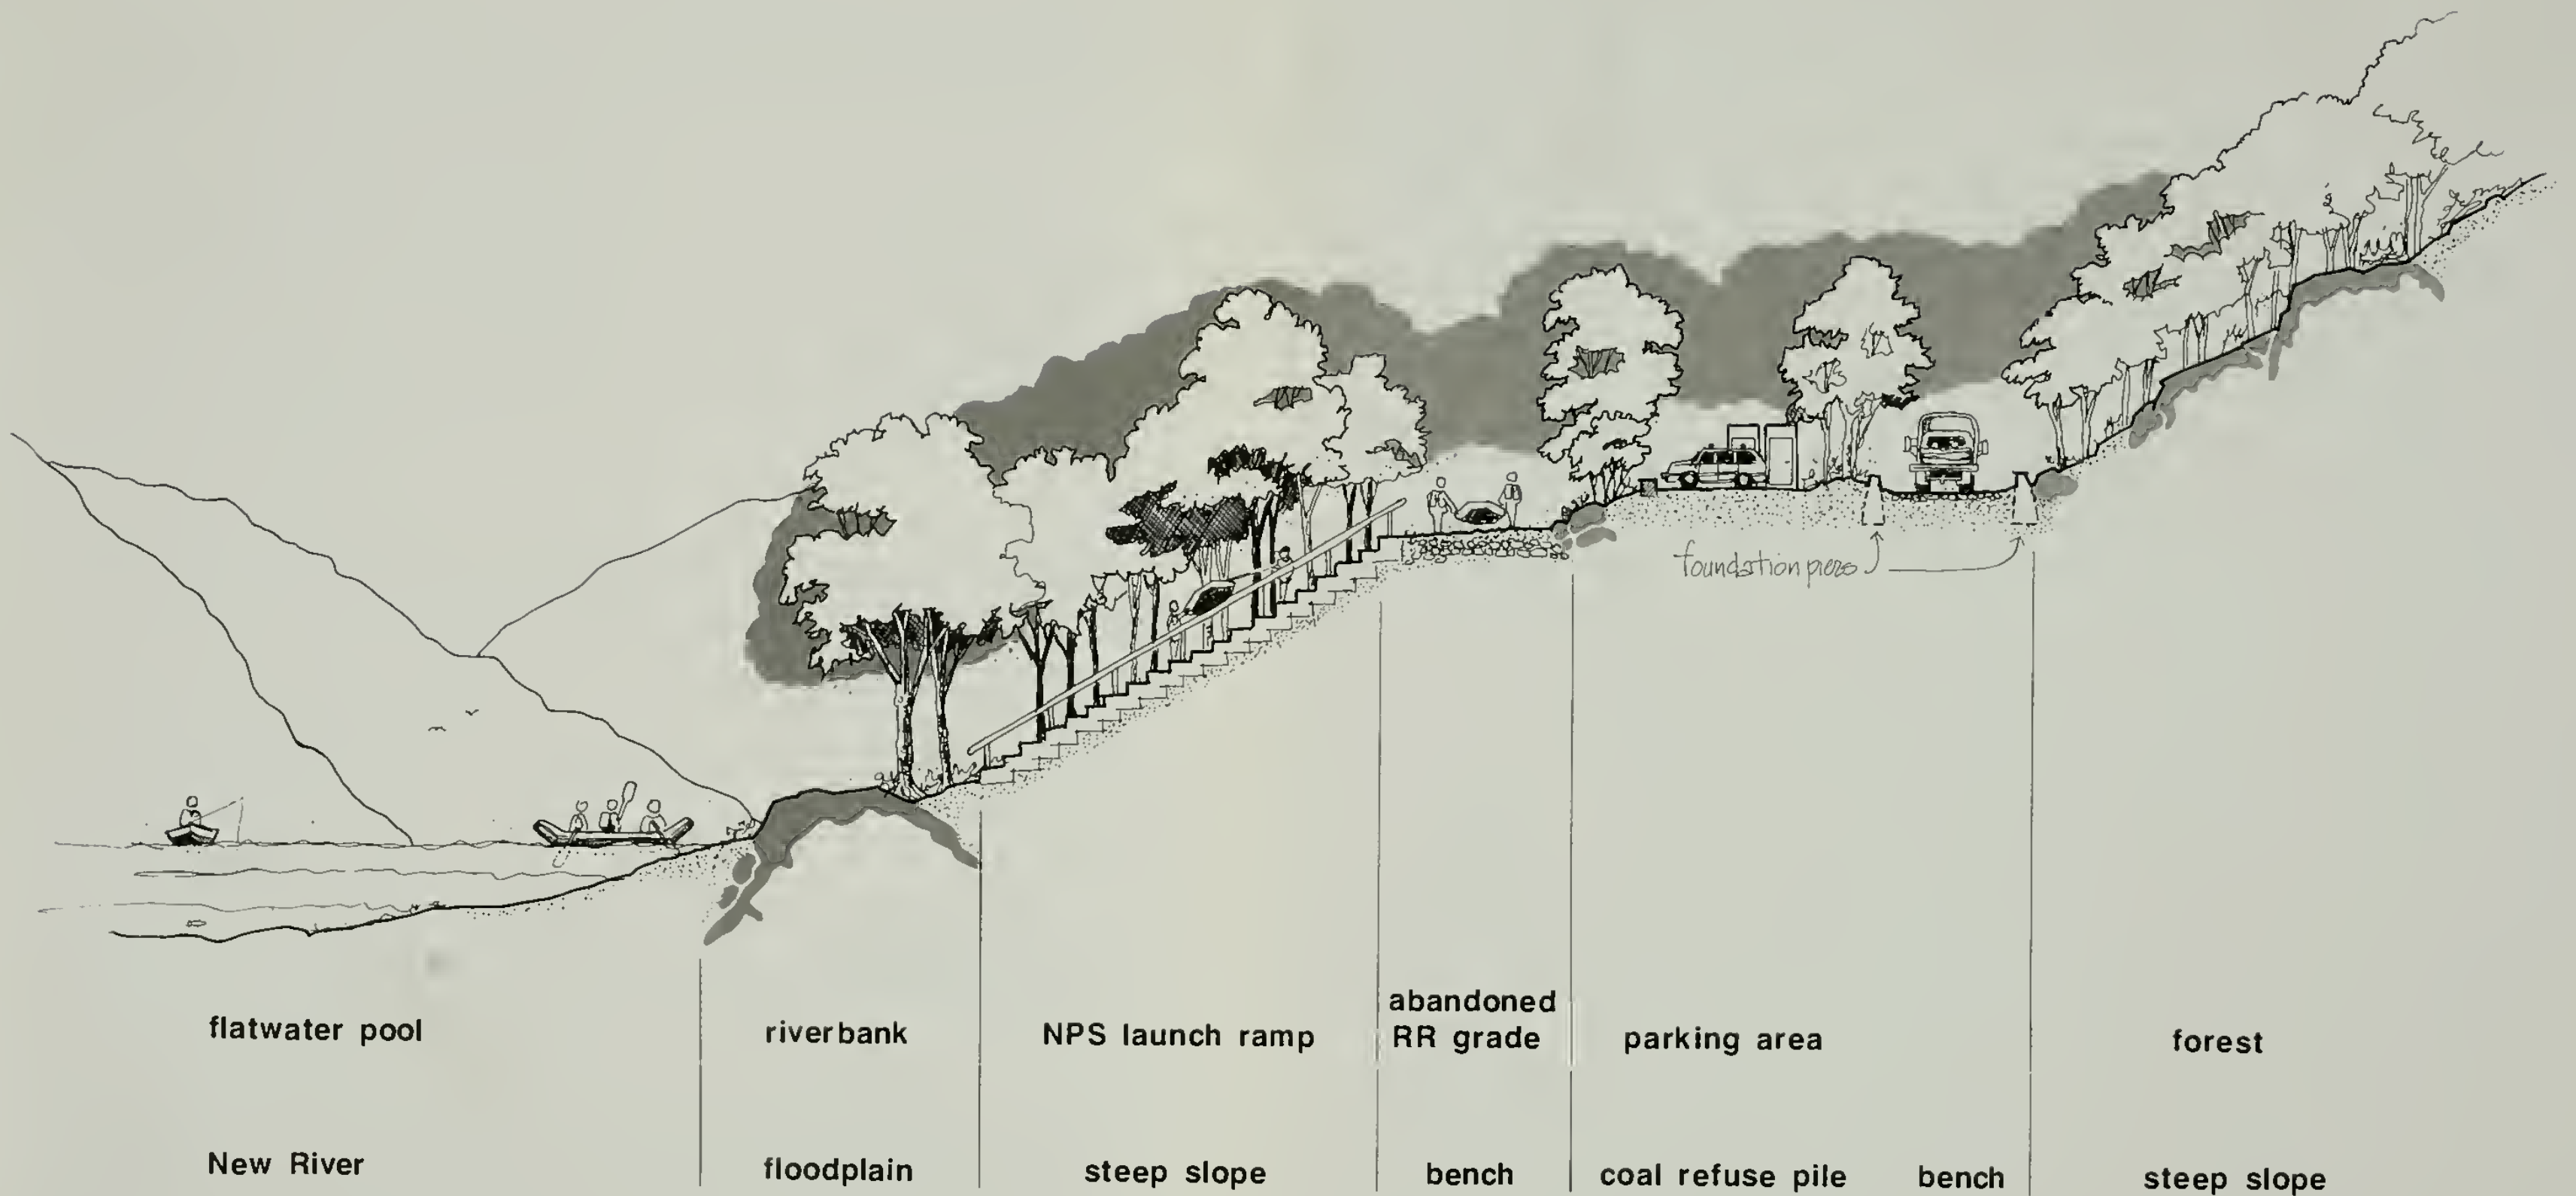 foundation piers
flatwater pool
riverbank
NPS launch ramp
abandoned
RR grade
parking area
forest
New River
floodplain
steep slope
bench
coal refuse pile
bench
steep slope